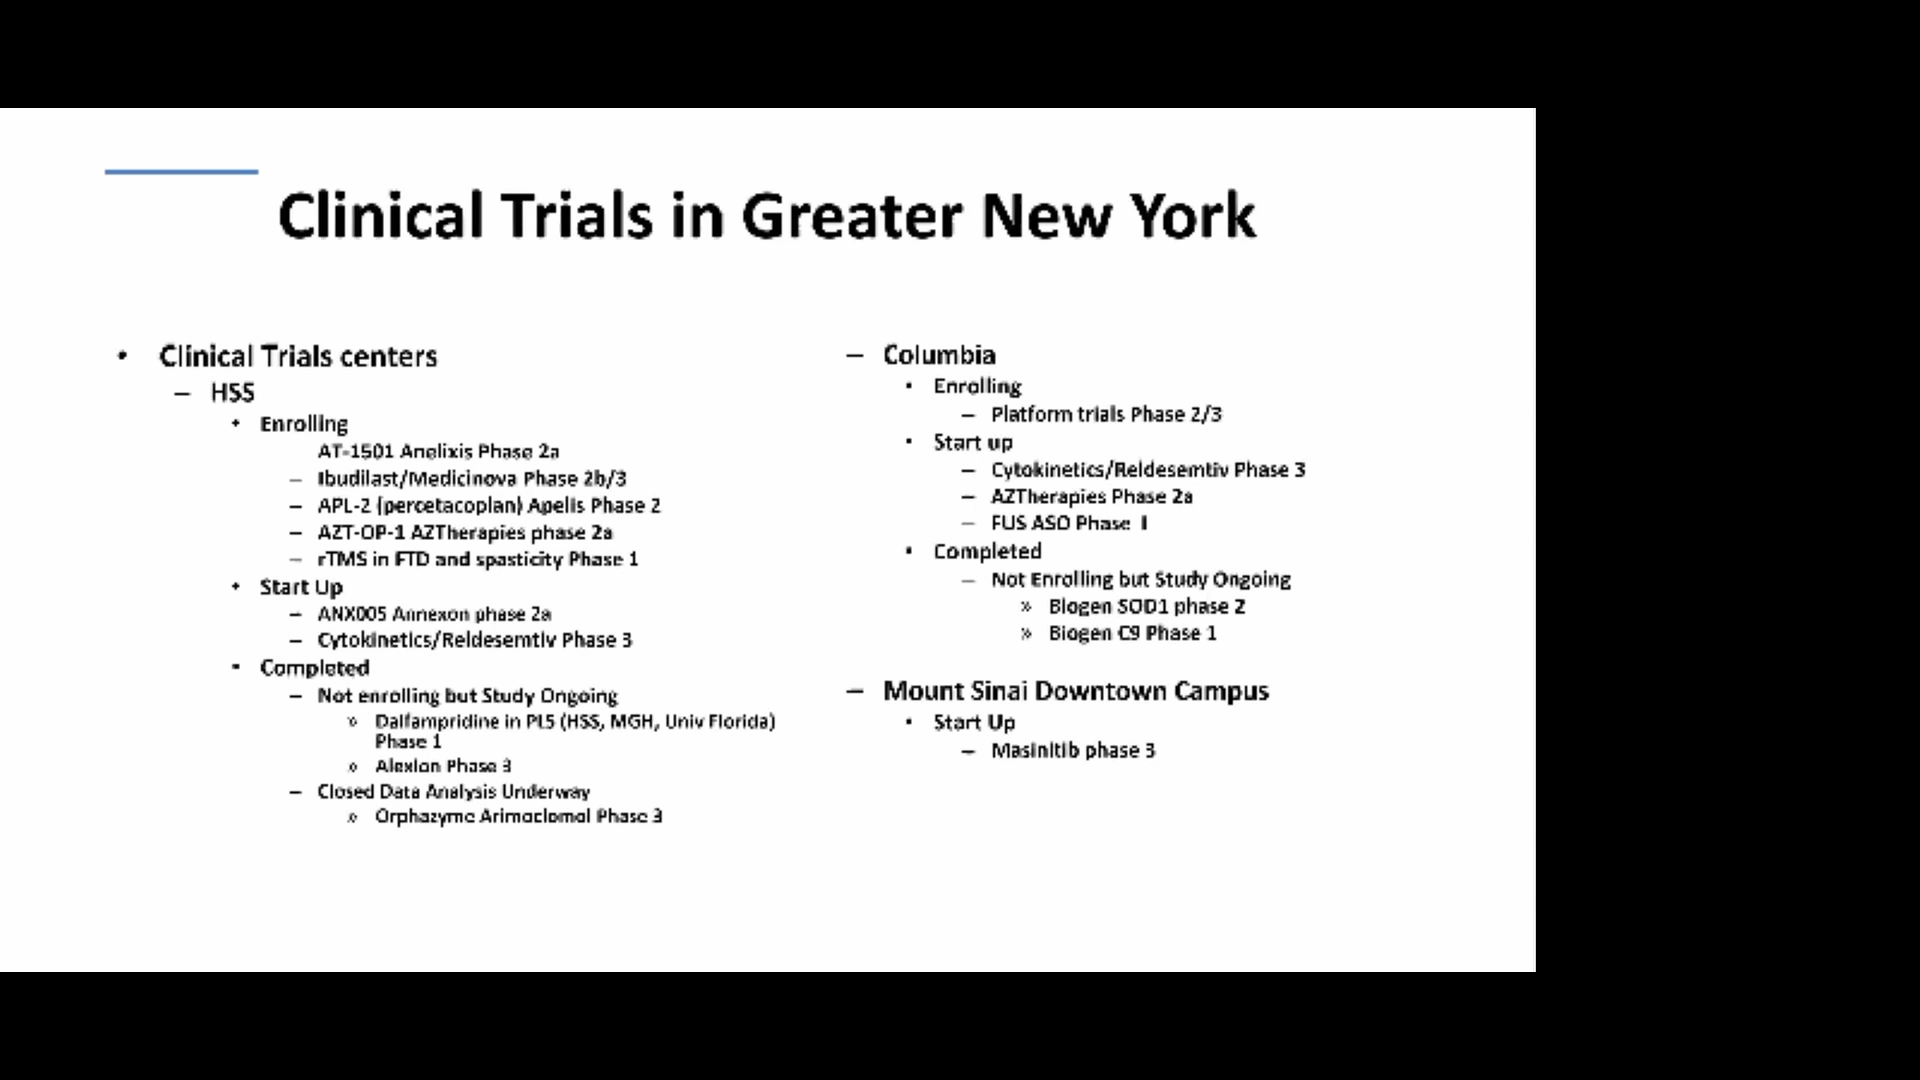 Clinical Trials in Greater New York
• Clinical Trials centers
– HSS
• Enrolling
AT-1501 Anelixis Phase 2a
– Ibudilast/Medicinova Phase 2b/3
– APL-2 (percetacoplan) Apelis Phase 2
– AZT-OP-1 AZTherapies phase 2a
– rTMS in FTD and spasticity Phase 1
• Start Up
– ANX005 Annexon phase 2a
– Cytokinetics/Reldesemtiv Phase 3
• Completed
– Not enrolling but Study Ongoing
» Dalfampridine in PLS (HSS, MGH, Univ Florida)
Phase 1
» Alexion Phase 3
– Closed Data Analysis Underway
» Orphazyme Arimoclomol Phase 3
– Columbia
• Enrolling
– Platform trials Phase 2/3
• Start up
– Cytokinetics/Reldesemtiv Phase 3
– AZTherapies Phase 2a
– FUS ASO Phase I
• Completed
– Not Enrolling but Study Ongoing
» Biogen SOD1 phase 2
» Biogen C9 Phase 1
– Mount Sinai Downtown Campus
• Start Up
– Masinitib phase 3